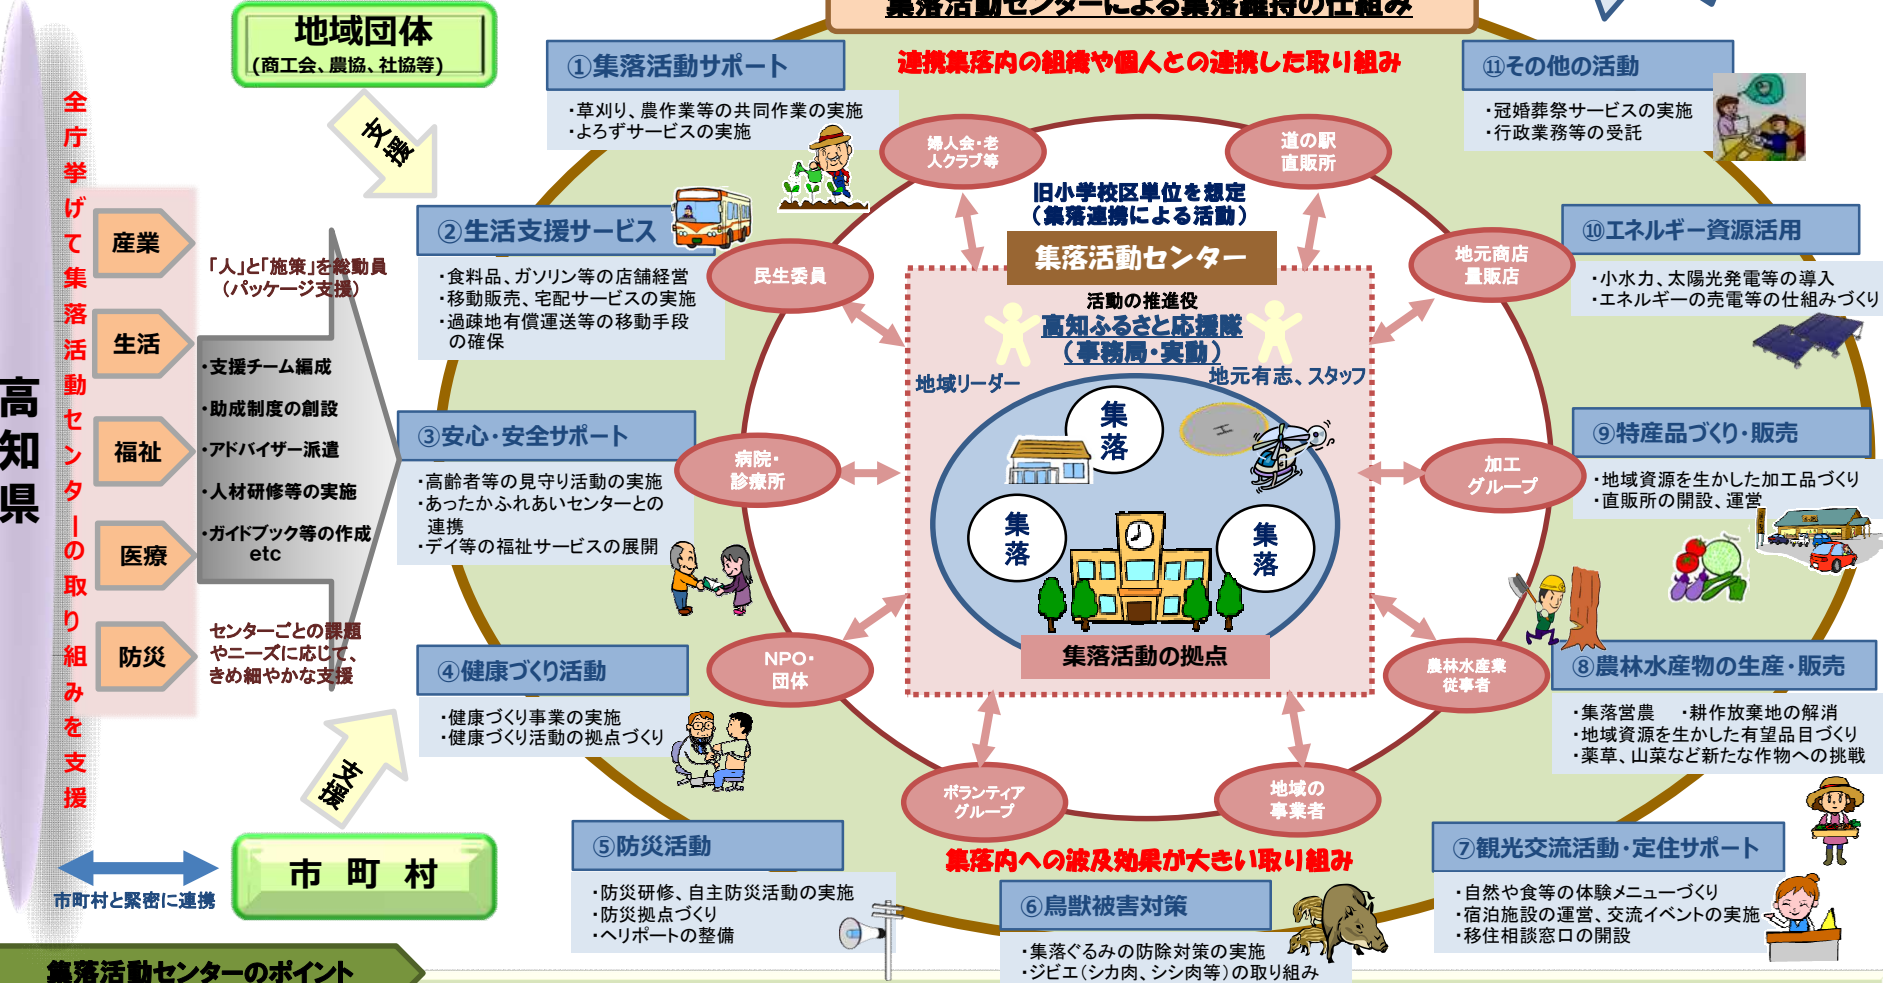 集落活動センターによる集落維持の仕組み
地域団体
(商工会、農協、社協等)
支援
高知県
全庁挙げて集落活動センターの取り組みを支援
産業
生活
福祉
医療
防災
「人」と「施策」を総動員
（パッケージ支援）
・支援チーム編成
・助成制度の創設
・アドバイザー派遣
・人材研修等の実施
・ガイドブック等の作成
etc
センターごとの課題
やニーズに応じて、
きめ細やかな支援
支援
市町村
市町村と緊密に連携
連携集落内の組織や個人との連携した取り組み
①集落活動サポート
・草刈り、農作業等の共同作業の実施
・よろずサービスの実施
②生活支援サービス
・食料品、ガソリン等の店舗経営
・移動販売、宅配サービスの実施
・過疎地有償運送等の移動手段
の確保
③安心・安全サポート
・高齢者等の見守り活動の実施
・あったかふれあいセンターとの
連携
・デイ等の福祉サービスの展開
④健康づくり活動
・健康づくり事業の実施
・健康づくり活動の拠点づくり
⑤防災活動
・防災研修、自主防災活動の実施
・防災拠点づくり
・ヘリポートの整備
⑥鳥獣被害対策
・集落ぐるみの防除対策の実施
・ジビエ（シカ肉、シシ肉等）の取り組み
⑦観光交流活動・定住サポート
・自然や食等の体験メニューづくり
・宿泊施設の運営、交流イベントの実施
・移住相談窓口の開設
⑧農林水産物の生産・販売
・集落営農　・耕作放棄地の解消
・地域資源を生かした有望品目づくり
・薬草、山菜など新たな作物への挑戦
⑨特産品づくり・販売
・地域資源を生かした加工品づくり
・直販所の開設、運営
⑩エネルギー資源活用
・小水力、太陽光発電等の導入
・エネルギーの売電等の仕組みづくり
⑪その他の活動
・冠婚葬祭サービスの実施
・行政業務等の受託
婦人会・老
人クラブ等
道の駅
直販所
民生委員
地元商店
量販店
病院・
診療所
加工
グループ
NPO・
団体
農林水産業
従事者
ボランティア
グループ
地域の
事業者
旧小学校区単位を想定
（集落連携による活動）
集落活動センター
活動の推進役
高知ふるさと応援隊
（事務局・実動）
地域リーダー
地元有志、スタッフ
集落
H
集落
集落
集落活動の拠点
集落内への波及効果が大きい取り組み
集落活動センターのポイント